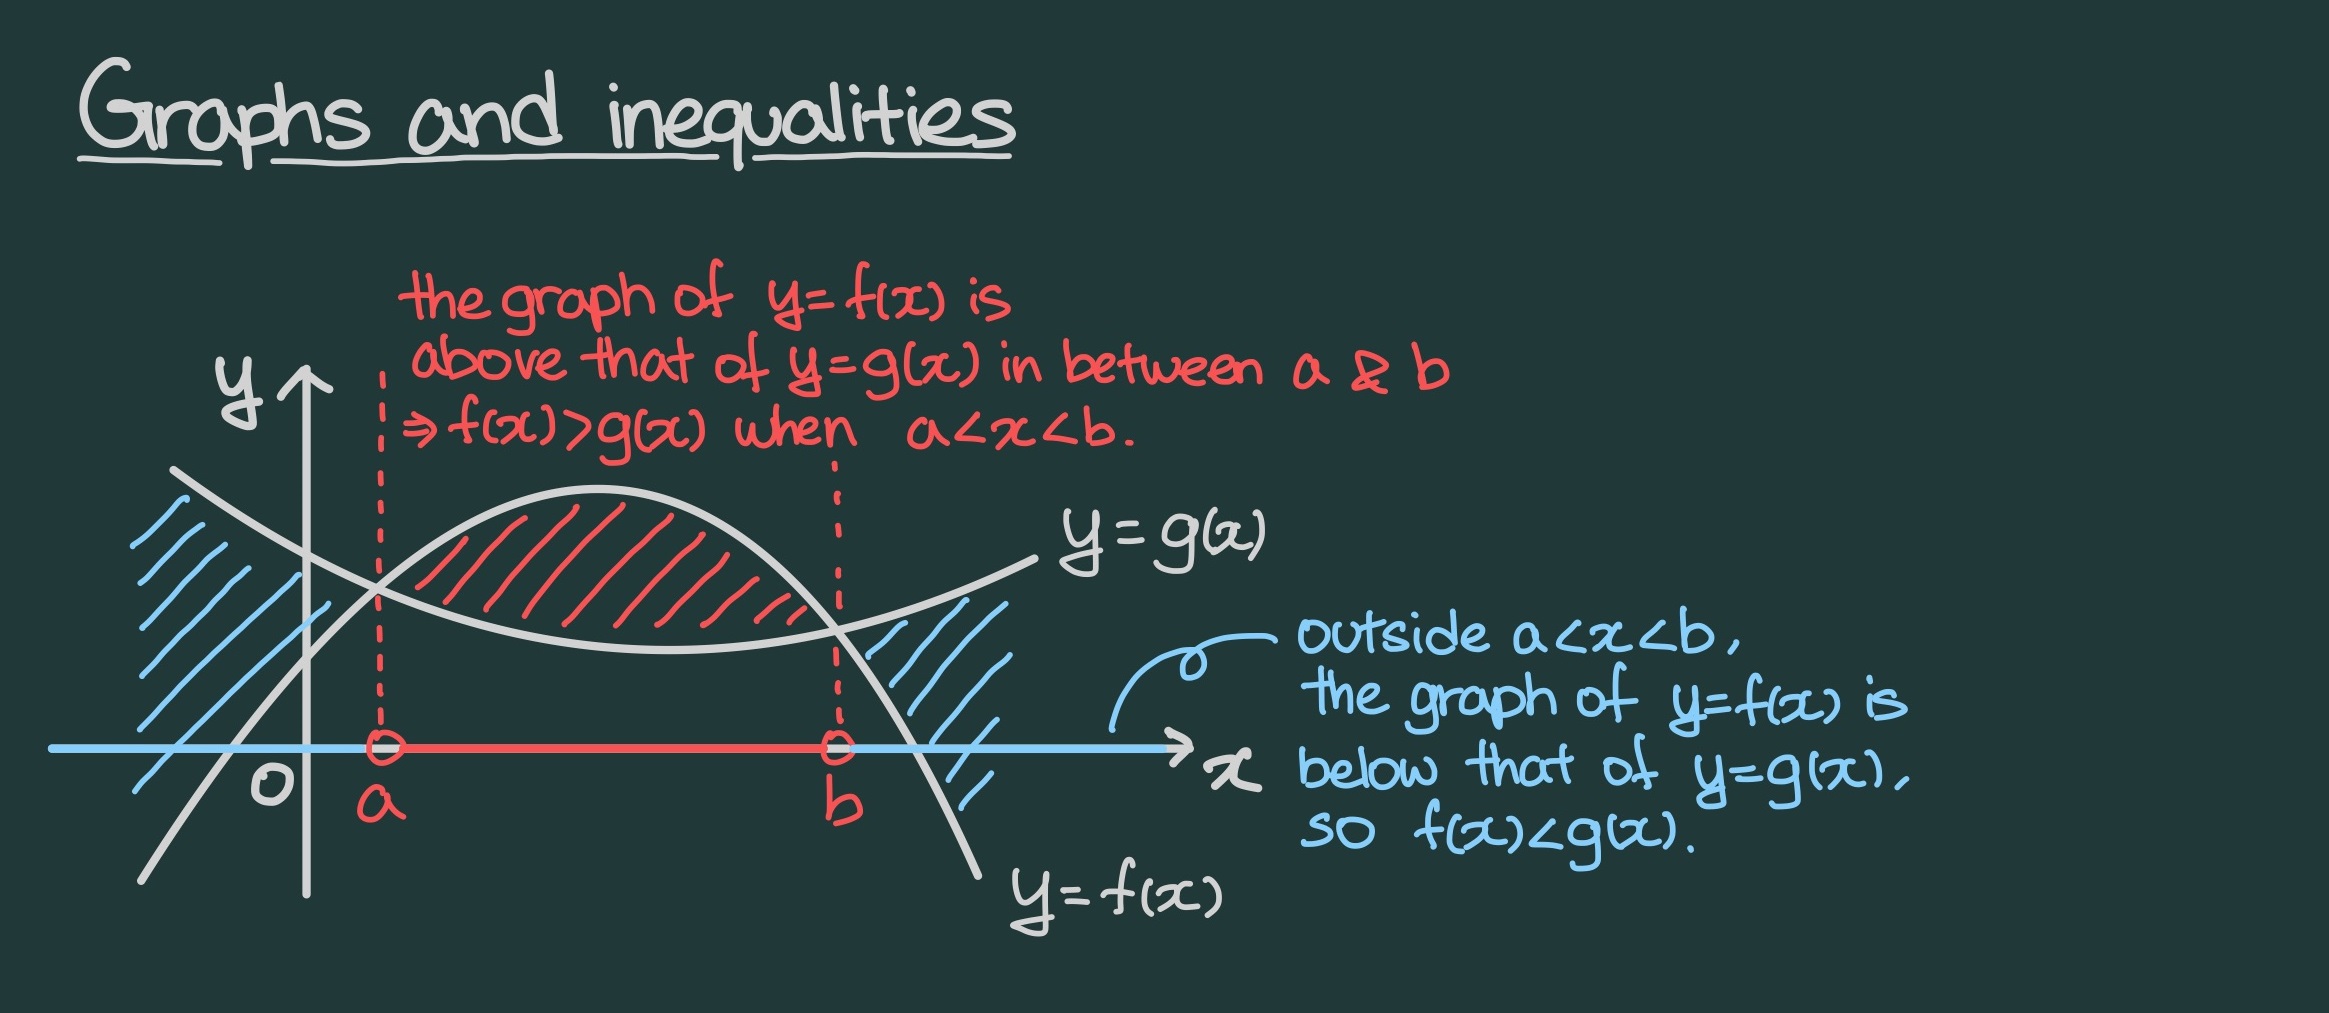 Graphs and inequalities
the graph of y=f(x) is
above that of y=g(x) in between a & b
⇒ f(x)>g(x) when a<x<b.
y
y=g(x)
outside a<x<b,
the graph of y=f(x) is
below that of y=g(x),
so f(x)<g(x).
x
O
a
b
y=f(x)